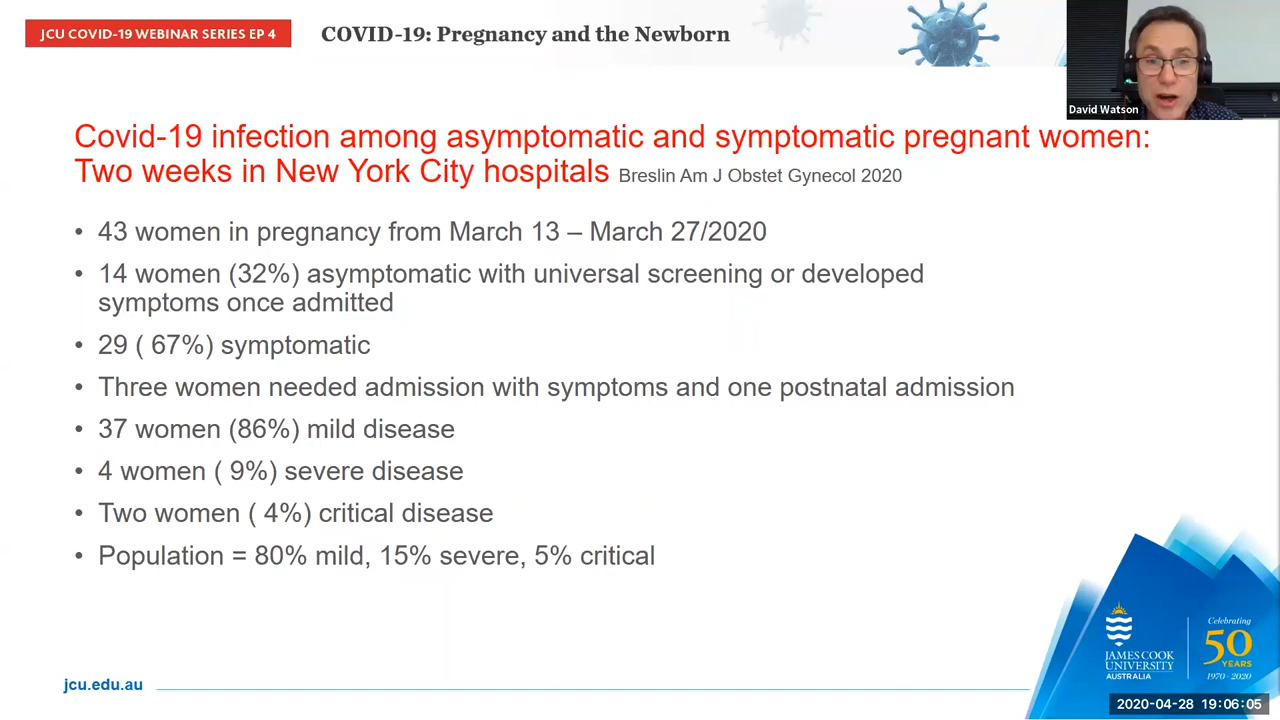 JCU COVID-19 WEBINAR SERIES EP 4
COVID-19: Pregnancy and the Newborn
David Watson
Covid-19 infection among asymptomatic and symptomatic pregnant women:
Two weeks in New York City hospitals Breslin Am J Obstet Gynecol 2020
• 43 women in pregnancy from March 13 – March 27/2020
• 14 women (32%) asymptomatic with universal screening or developed
symptoms once admitted
• 29 ( 67%) symptomatic
• Three women needed admission with symptoms and one postnatal admission
• 37 women (86%) mild disease
• 4 women ( 9%) severe disease
• Two women ( 4%) critical disease
• Population = 80% mild, 15% severe, 5% critical
jcu.edu.au
JAMES COOK
UNIVERSITY
AUSTRALIA
Celebrating
50
YEARS
1970 - 2020
2020-04-28 19:06:05